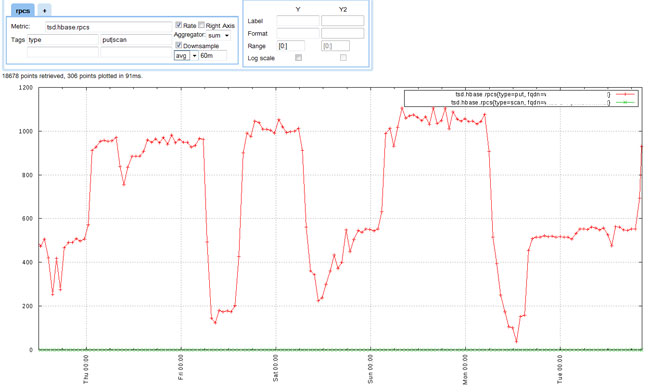 rpcs +
Metric: tsd.hbase.rpcs Rate Right Axis
Tags type put|scan Aggregator: sum
Downsample
avg 60m
Y Y2
Label
Format
Range [0:] [0:]
Log scale
18678 points retrieved, 306 points plotted in 91ms.
1200
1000
800
600
400
200
0
tsd.hbase.rpcs{type=put, fqdn=
tsd.hbase.rpcs{type=scan, fqdn=
Thu 00:00
Fri 00:00
Sat 00:00
Sun 00:00
Mon 00:00
Tue 00:00